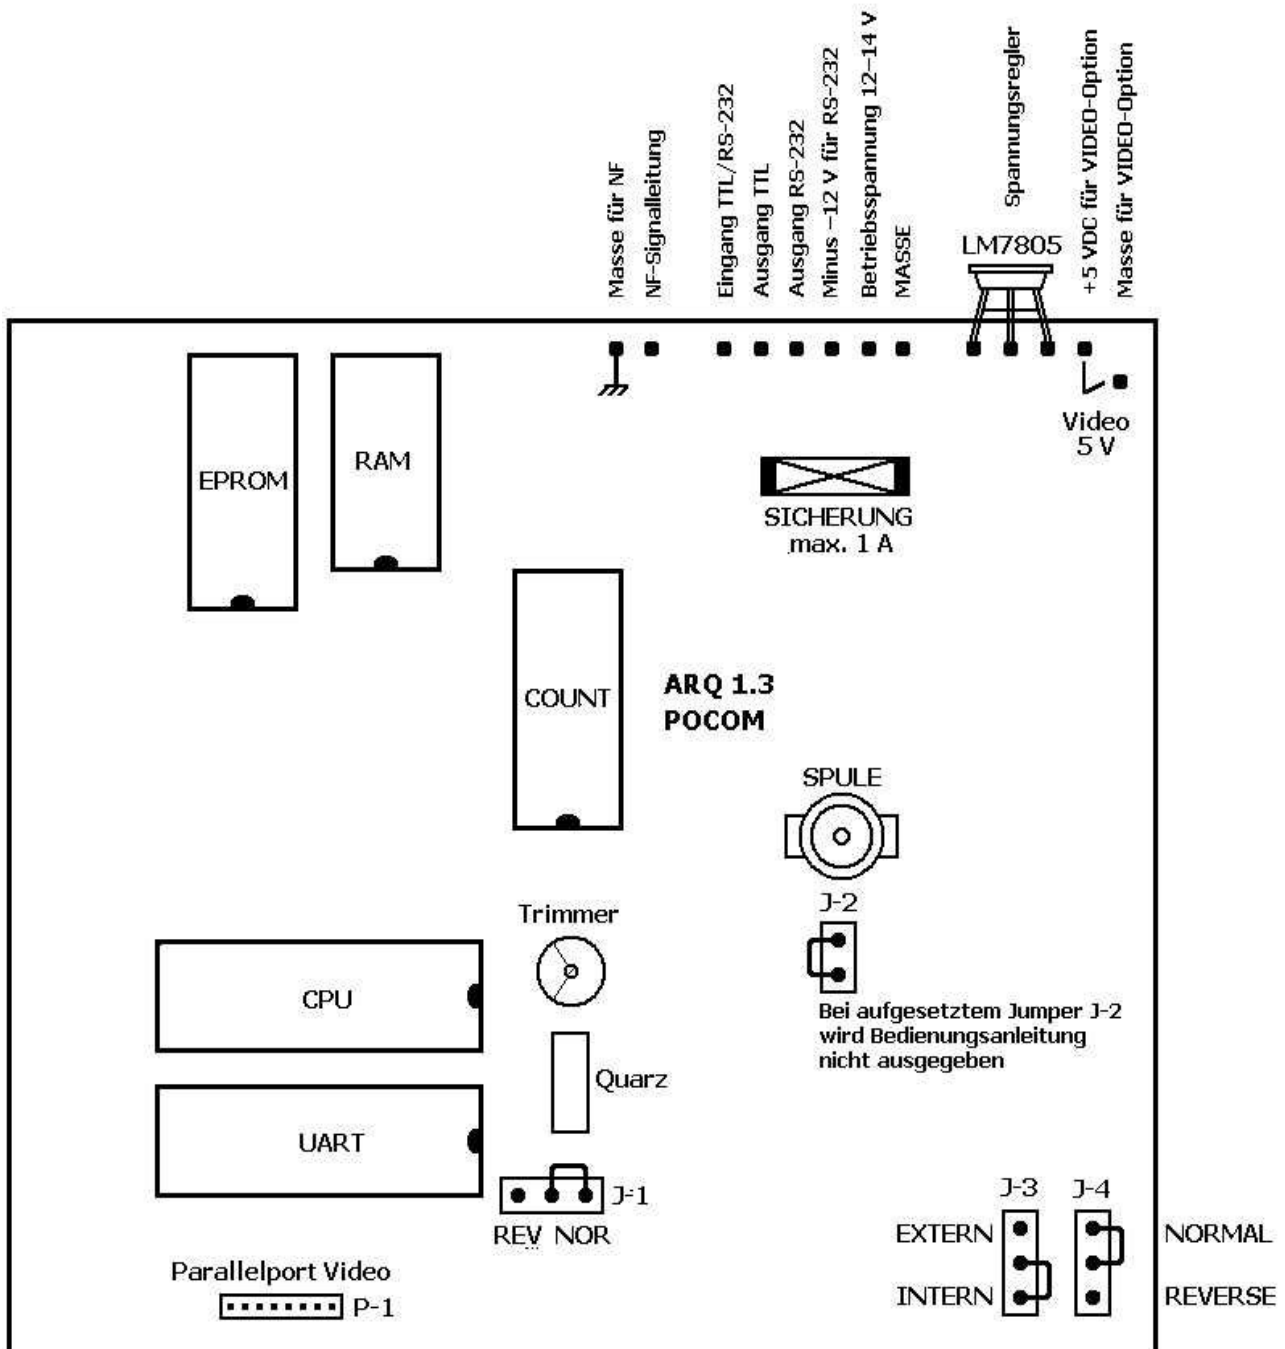 Masse für NF
NF-Signalleitung
Eingang TTL/RS-232
Ausgang TTL
Ausgang RS-232
Minus -12 V für RS-232
Betriebsspannung 12-14 V
MASSE
Spannungsregler
+5 VDC für VIDEO-Option
Masse für VIDEO-Option
LM7805
Video
5 V
EPROM
RAM
SICHERUNG
max. 1 A
COUNT
ARQ 1.3
POCOM
SPULE
J-2
Trimmer
CPU
Bei aufgesetztem Jumper J-2
wird Bedienungsanleitung
nicht ausgegeben
Quarz
UART
J-1
REV NOR
J-3
J-4
EXTERN
NORMAL
INTERN
REVERSE
Parallelport Video
P-1